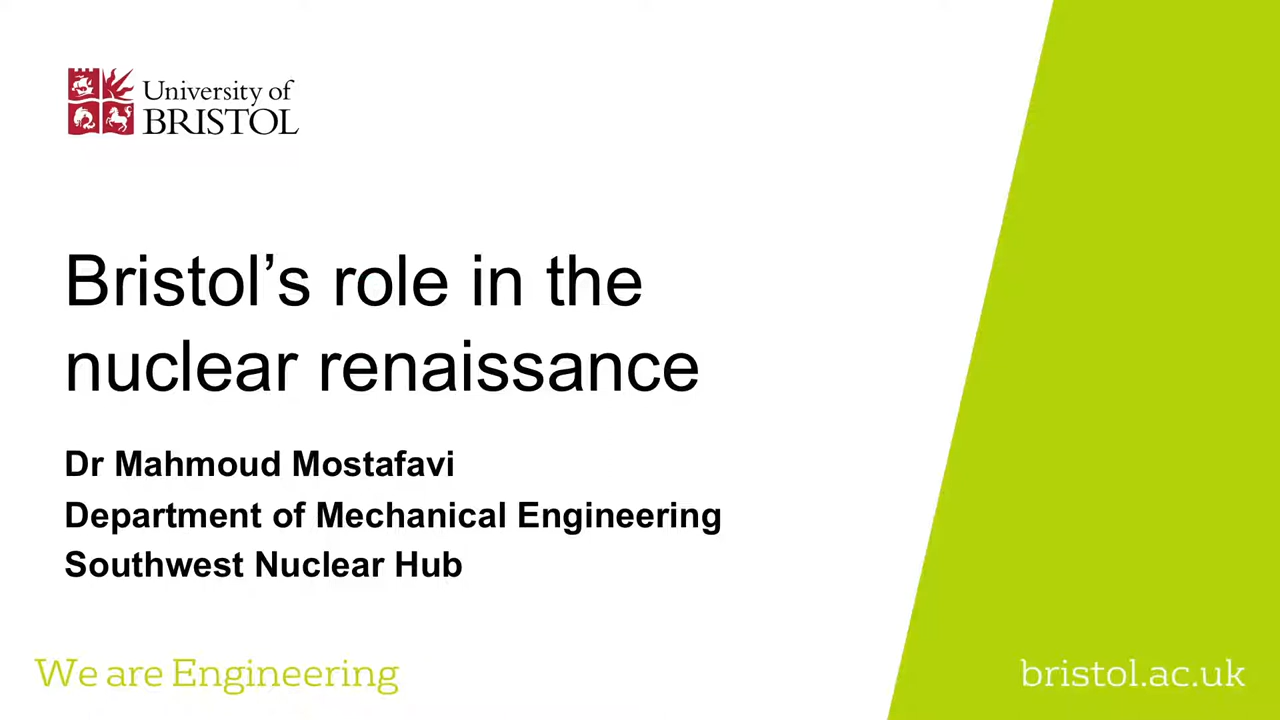 University of
BRISTOL
Bristol’s role in the
nuclear renaissance
Dr Mahmoud Mostafavi
Department of Mechanical Engineering
Southwest Nuclear Hub
We are Engineering
bristol.ac.uk